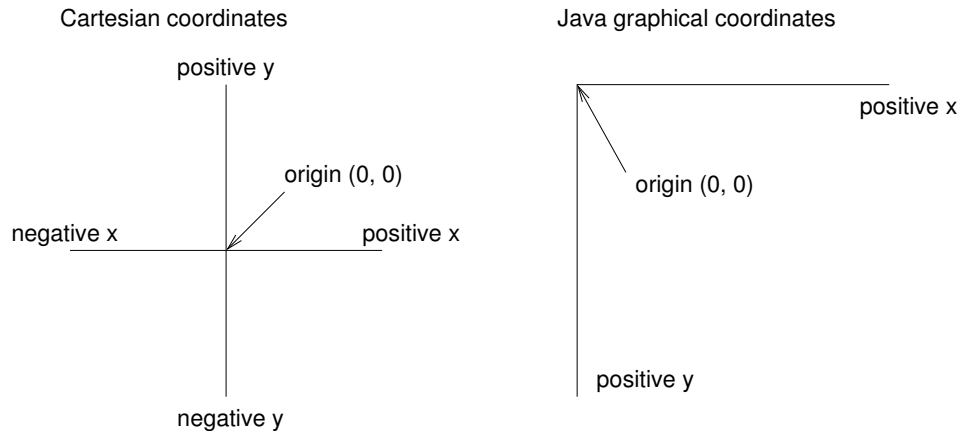 Cartesian coordinates
positive y
origin (0, 0)
negative x
positive x
negative y
Java graphical coordinates
positive x
origin (0, 0)
positive y